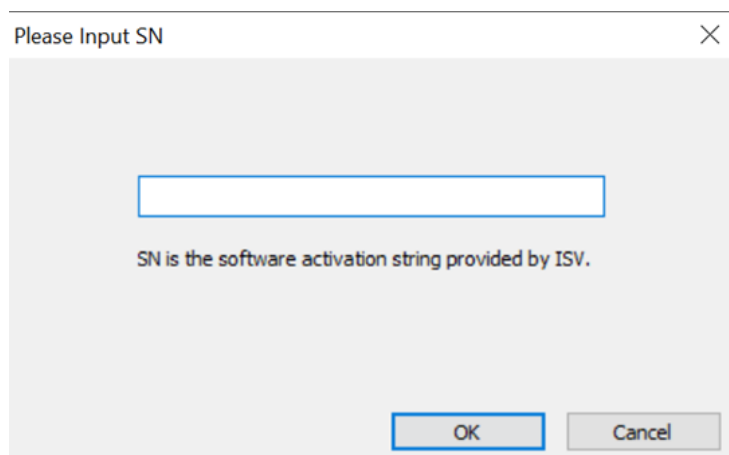 Please Input SN
SN is the software activation string provided by ISV.
OK
Cancel